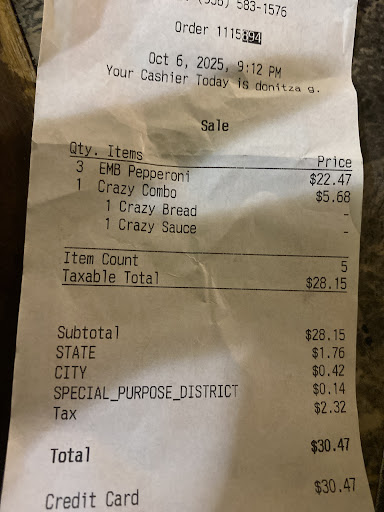 (956) 583-1576
Order 1115894
Oct 6, 2025, 9:12 PM
Your Cashier Today is donitza g.
Sale
Qty. Items Price
3 EMB Pepperoni $22.47
1 Crazy Combo $5.68
1 Crazy Bread -
1 Crazy Sauce -
Item Count 5
Taxable Total $28.15
Subtotal $28.15
STATE $1.76
CITY $0.42
SPECIAL_PURPOSE_DISTRICT $0.14
Tax $2.32
Total $30.47
Credit Card $30.47